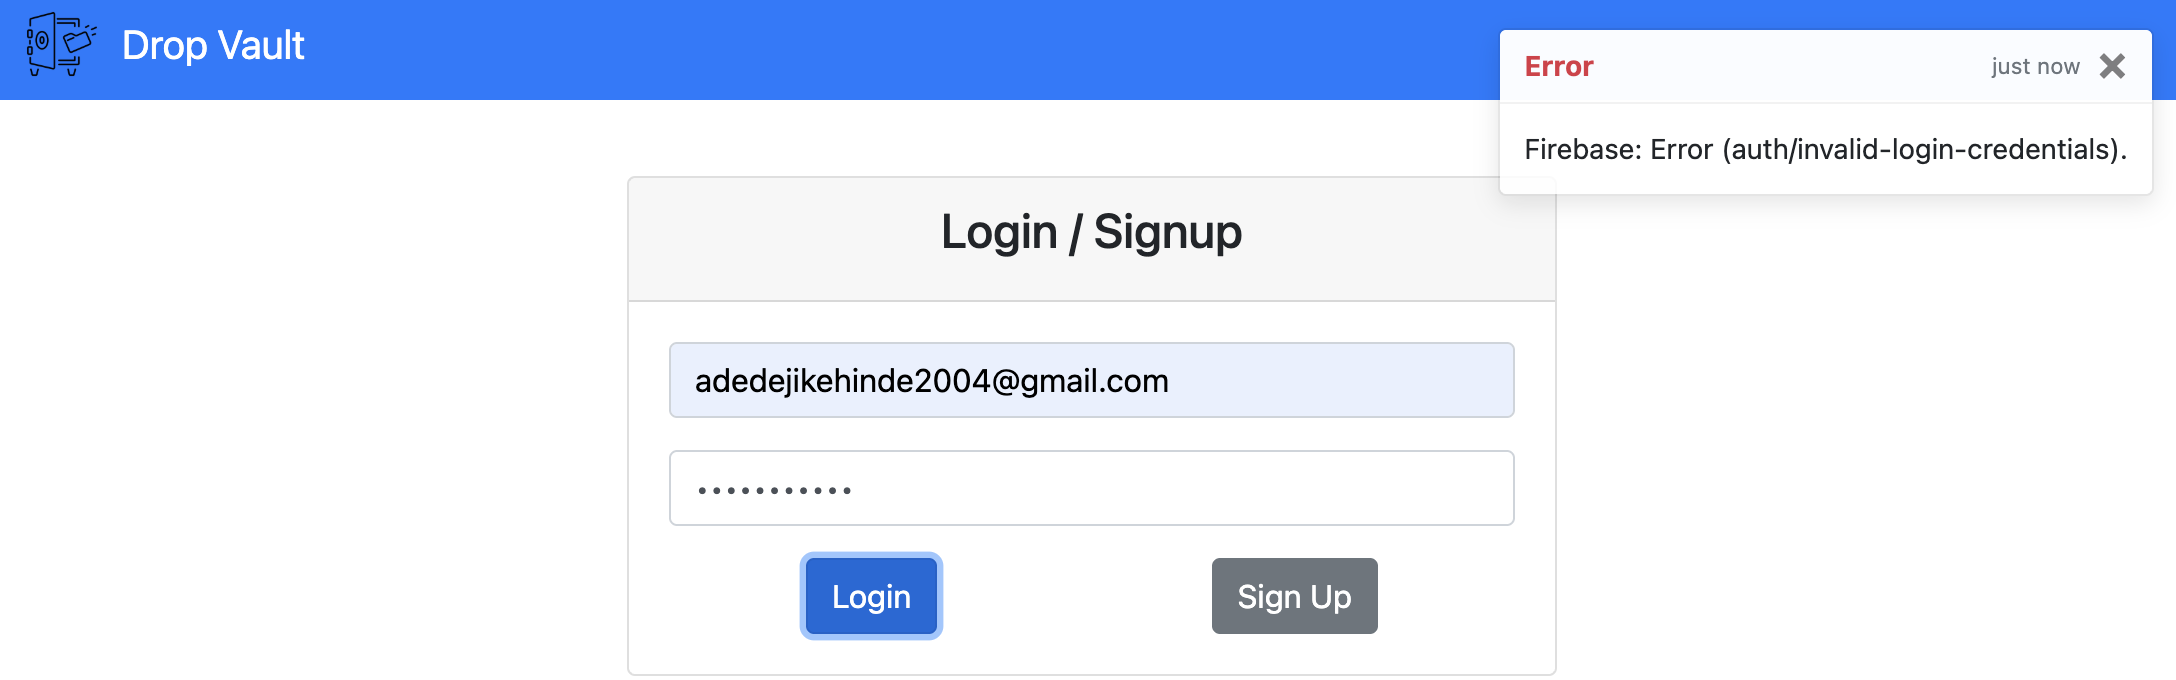 Drop Vault
Error
just now
Firebase: Error (auth/invalid-login-credentials).
Login / Signup
adedejikehinde2004@gmail.com
•••••••••••
Login
Sign Up